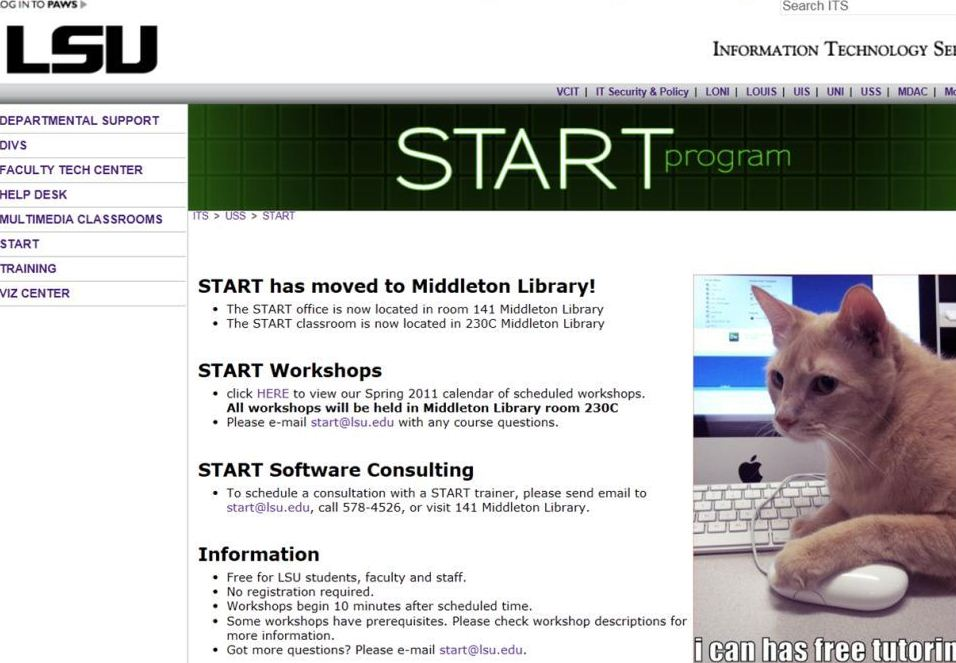 LOG IN TO PAWS
Search ITS
LSU
INFORMATION TECHNOLOGY
VCIT | IT Security & Policy | LONI | LOUIS | UIS | UNI | USS | MDAC |
DEPARTMENTAL SUPPORT
DIVS
FACULTY TECH CENTER
HELP DESK
MULTIMEDIA CLASSROOMS
START
TRAINING
VIZ CENTER
START program
ITS > USS > START
START has moved to Middleton Library!
The START office is now located in room 141 Middleton Library
The START classroom is now located in 230C Middleton Library
START Workshops
click HERE to view our Spring 2011 calendar of scheduled workshops.
All workshops will be held in Middleton Library room 230C
Please e-mail start@lsu.edu with any course questions.
START Software Consulting
To schedule a consultation with a START trainer, please send email to
start@lsu.edu, call 578-4526, or visit 141 Middleton Library.
Information
Free for LSU students, faculty and staff.
No registration required.
Workshops begin 10 minutes after scheduled time.
Some workshops have prerequisites. Please check workshop descriptions for
more information.
Got more questions? Please e-mail start@lsu.edu.
i can has free tutorin